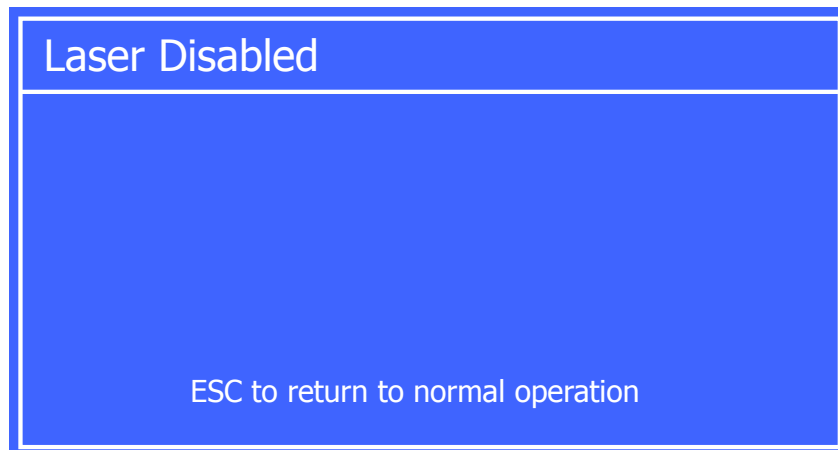 Laser Disabled
ESC to return to normal operation